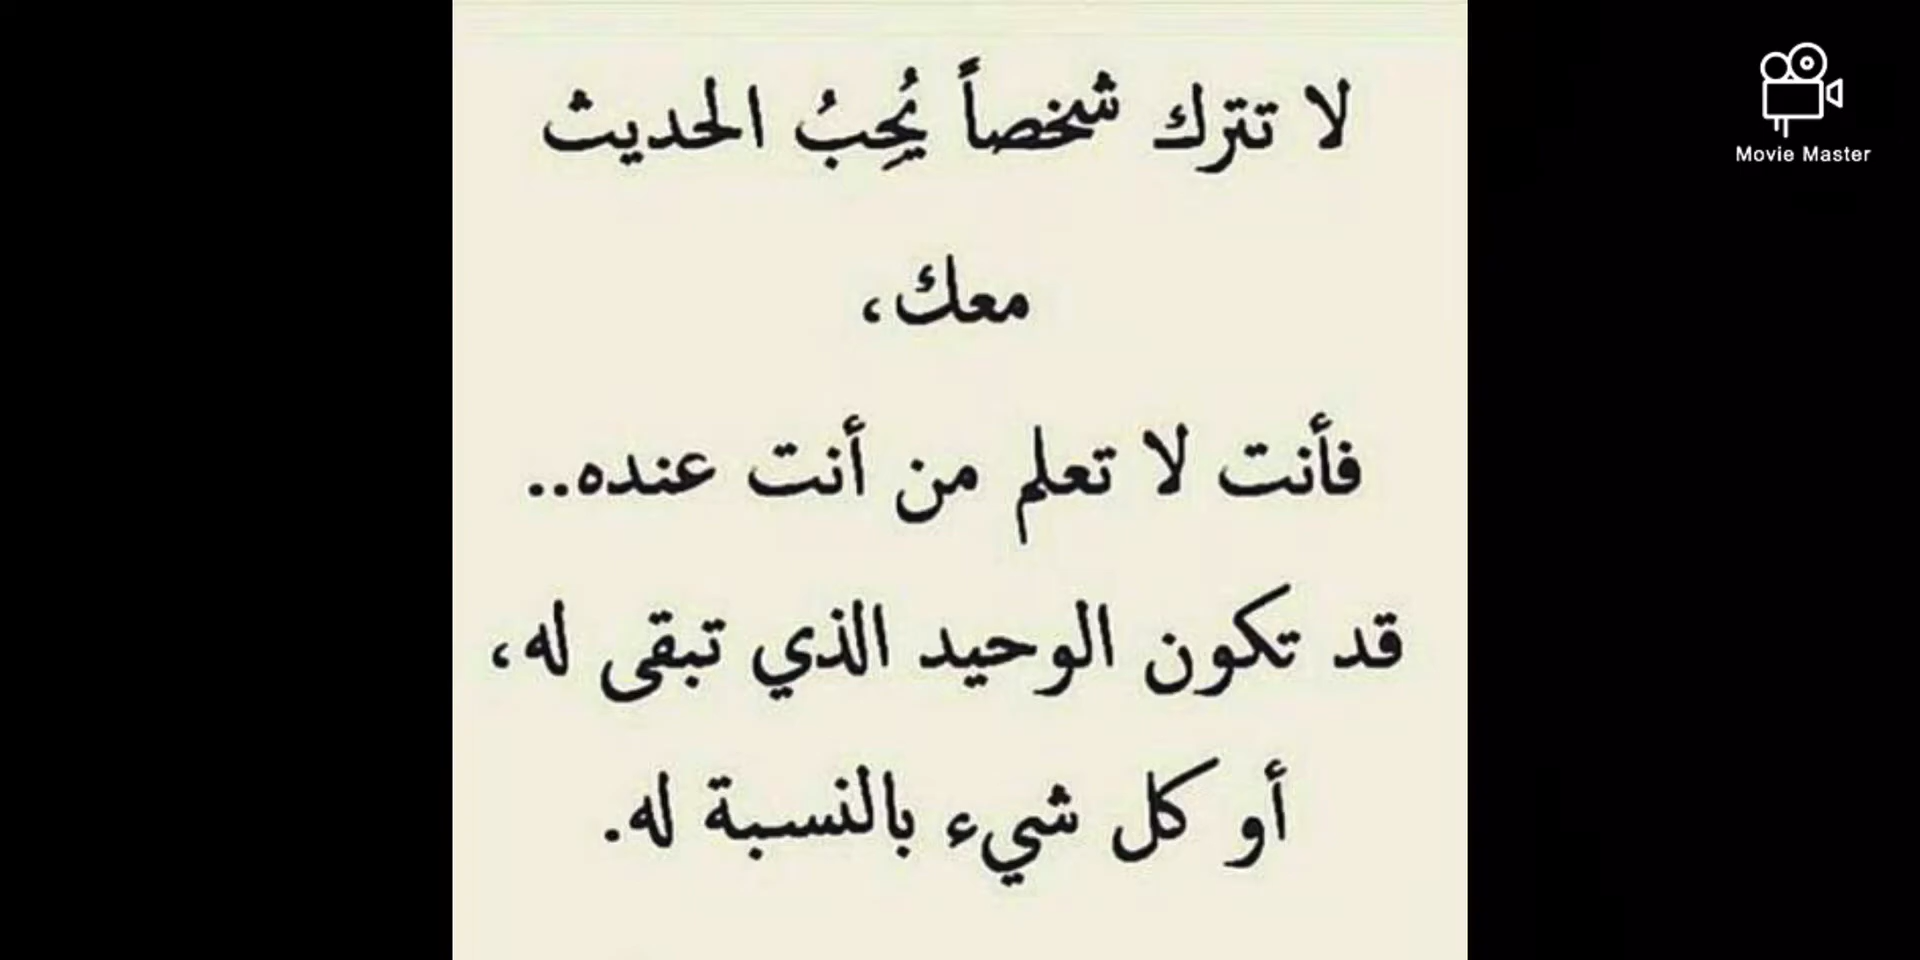 لا تترك شخصاً يُحِبُ الحديث
معك،
فأنت لا تعلم من أنت عنده..
قد تكون الوحيد الذي تبقى له،
أو كل شيء بالنسبة له.
Movie Master